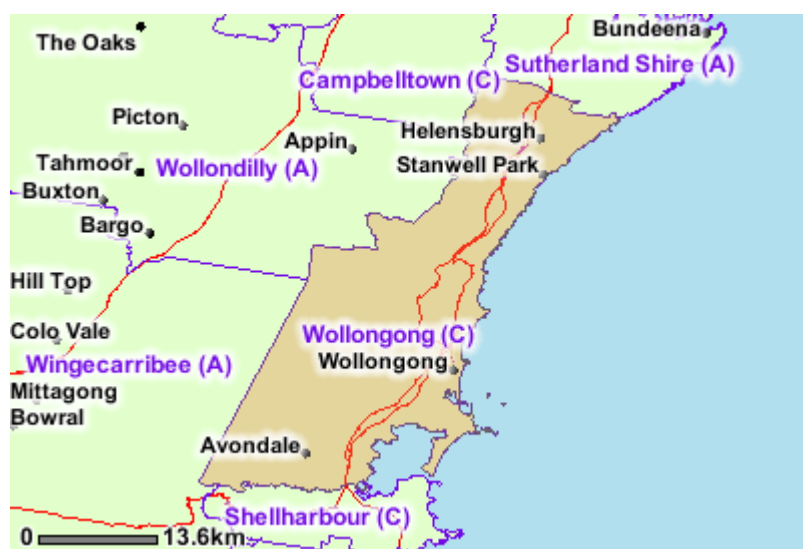 Bundeena
The Oaks
Sutherland Shire (A)
Campbelltown (C)
Picton
Helensburgh
Appin
Tahmoor
Wollondilly (A)
Stanwell Park
Buxton
Bargo
Hill Top
Colo Vale
Wollongong (C)
Wingecarribee (A)
Wollongong
Mittagong
Bowral
Avondale
Shellharbour (C)
0 13.6km